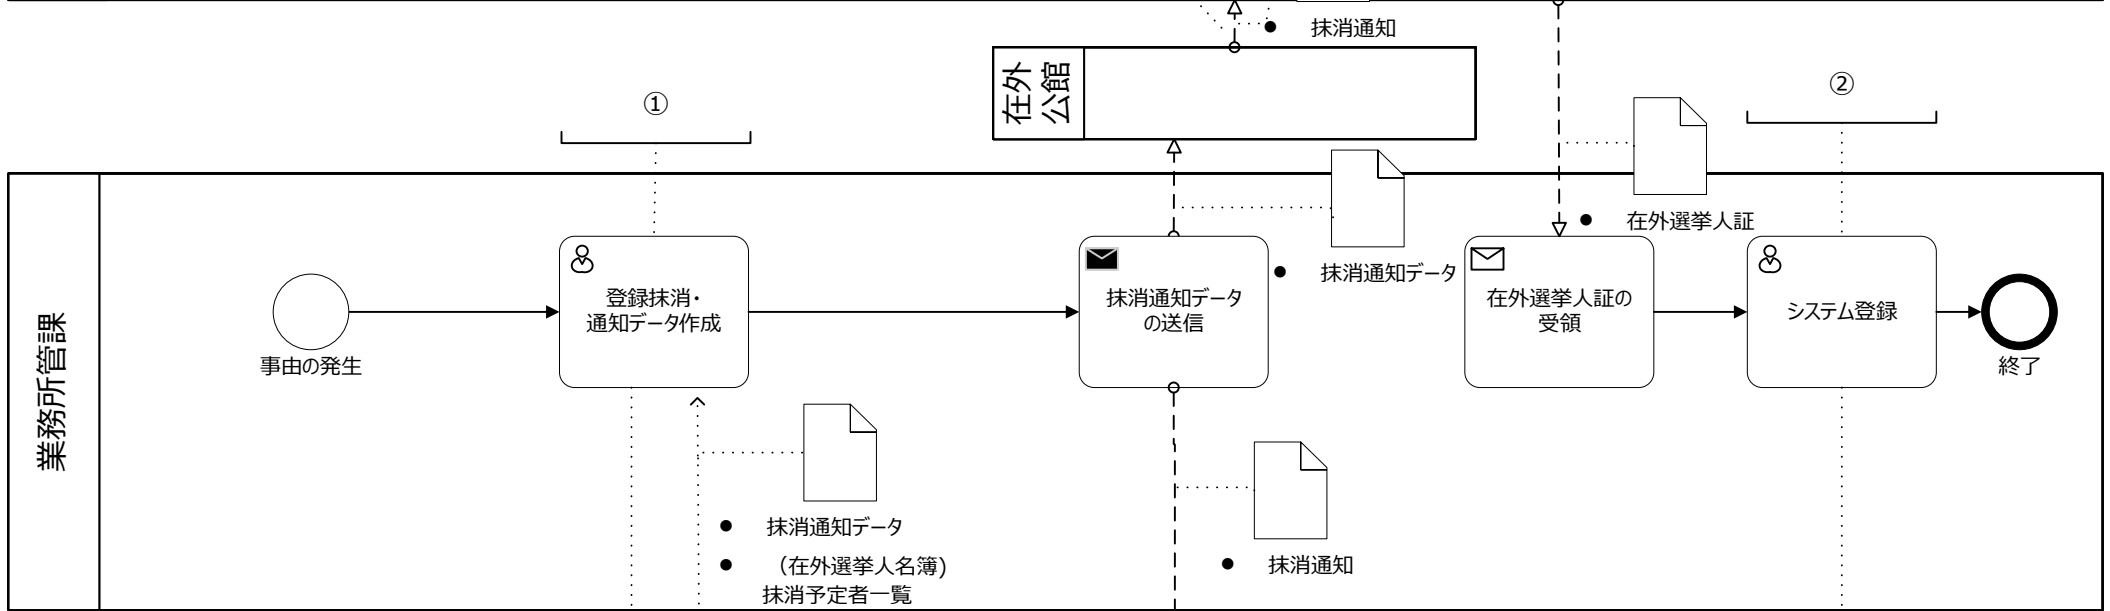 ● 抹消通知
在外
公館
①
②
● 在外選挙人証
● 抹消通知データ
業務所管課
事由の発生
登録抹消・
通知データ作成
抹消通知データ
の送信
在外選挙人証の
受領
システム登録
終了
● 抹消通知データ
● （在外選挙人名簿)
抹消予定者一覧
● 抹消通知